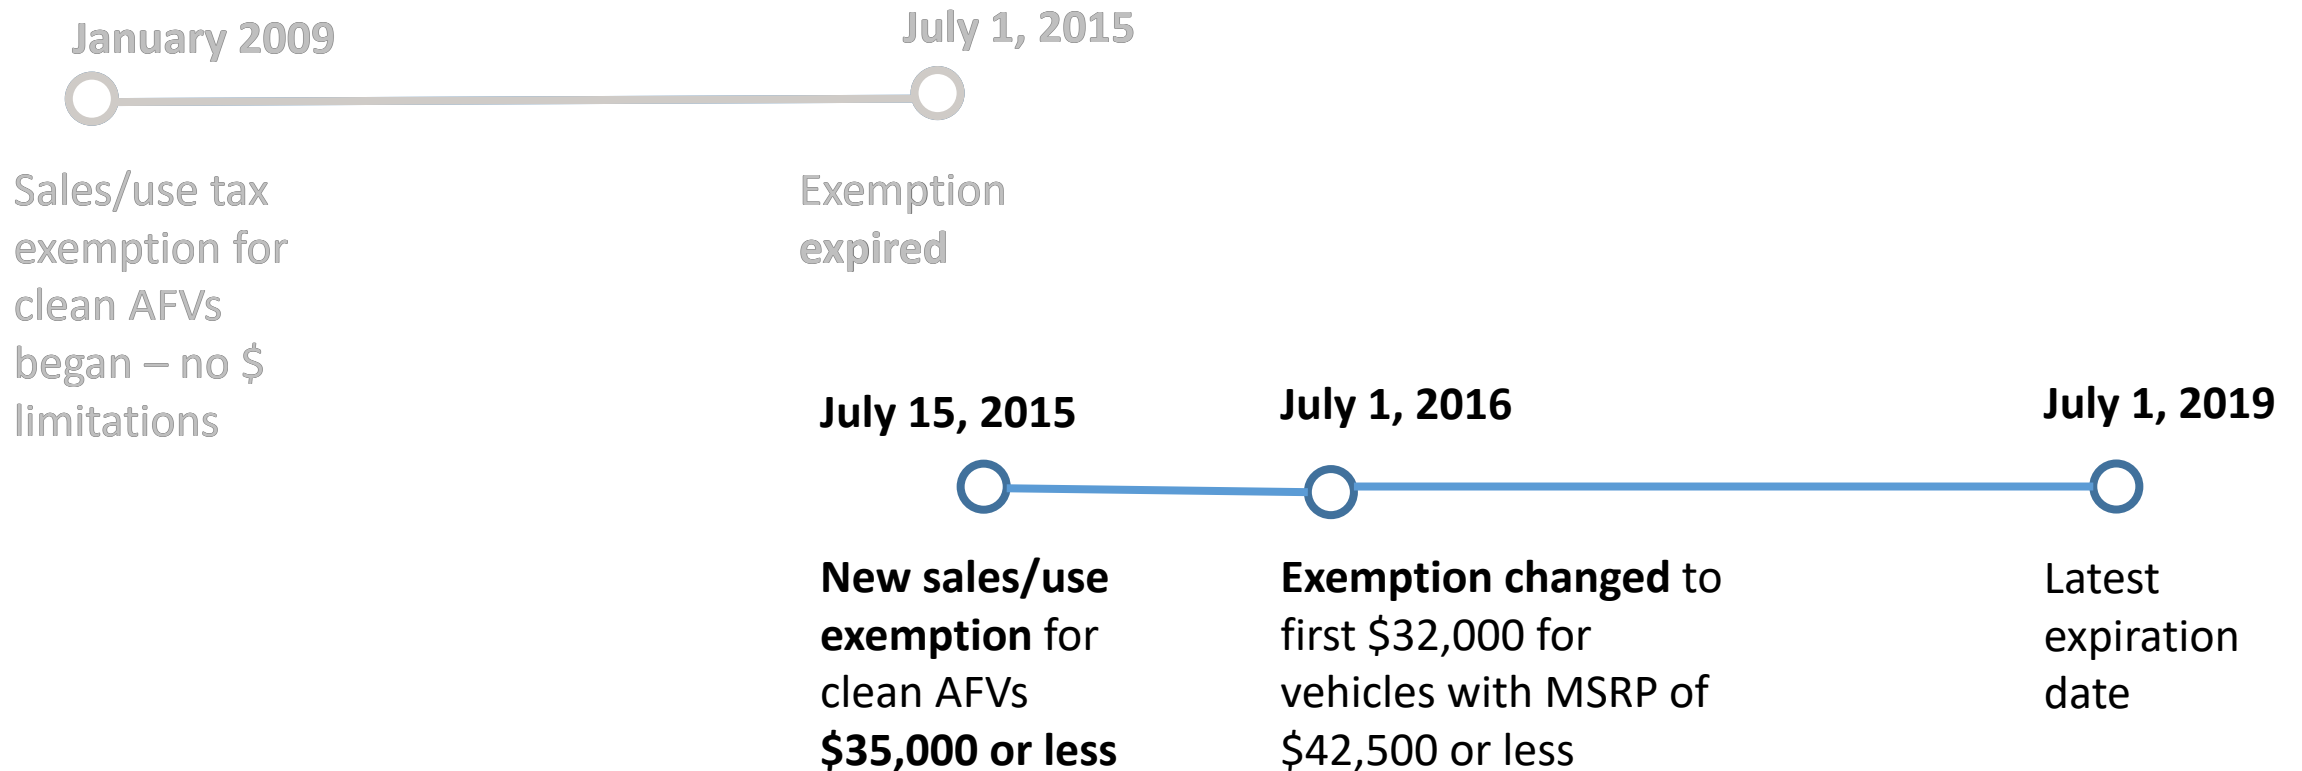 January 2009
July 1, 2015
Sales/use tax
exemption for
clean AFVs
began – no $
limitations
Exemption
expired
July 15, 2015
July 1, 2016
July 1, 2019
New sales/use
exemption for
clean AFVs
$35,000 or less
Exemption changed to
first $32,000 for
vehicles with MSRP of
$42,500 or less
Latest
expiration
date